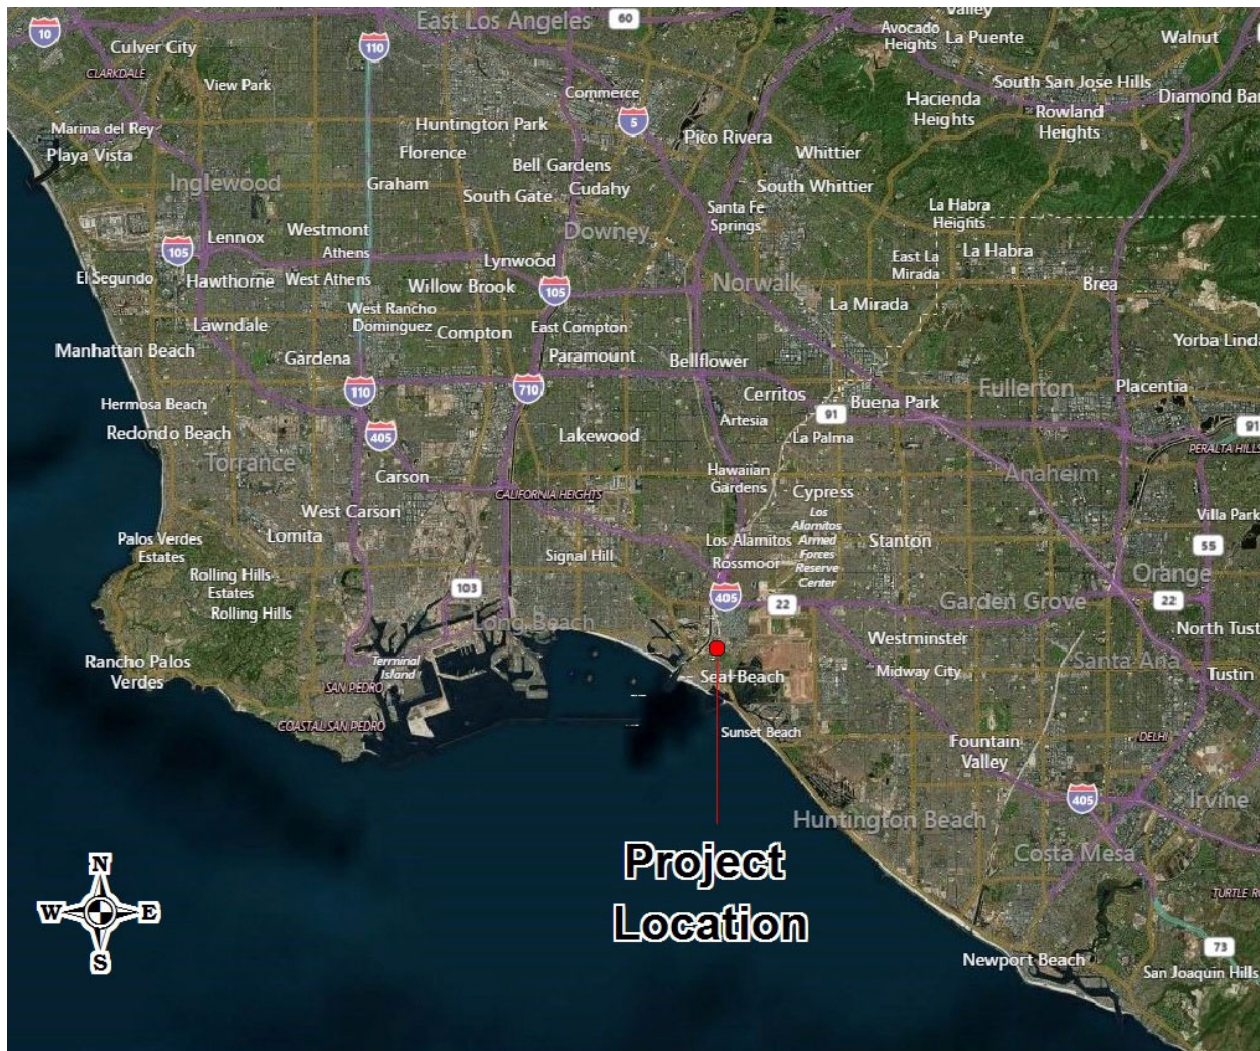 East Los Angeles
60
Valley
10
Culver City
110
Avocado
Heights
La Puente
Walnut
CLARKDALE
View Park
Commerce
South San Jose Hills
Diamond Bar
Hacienda
Heights
Rowland
Heights
Marina del Rey
Playa Vista
Huntington Park
5
Pico Rivera
Florence
Whittier
Bell Gardens
Inglewood
Graham
South Gate
Cudahy
South Whittier
Santa Fe
Springs
La Habra
Heights
Lennox
Westmont
Downey
105
Athens
Lynwood
East La
Mirada
La Habra
El Segundo
Hawthorne
West Athens
Willow Brook
105
Norwalk
Brea
La Mirada
West Rancho
Dominguez
Lawndale
Compton
East Compton
Yorba Linda
Manhattan Beach
Gardena
Paramount
Bellflower
110
710
Cerritos
Buena Park
Fullerton
Placentia
Hermosa Beach
91
Artesia
Redondo Beach
405
Lakewood
La Palma
91
PERALTA HILLS
Torrance
Carson
Hawaiian
Gardens
Anaheim
CALIFORNIA HEIGHTS
Cypress
West Carson
Los
Alamitos
Armed
Forces
Reserve
Center
Villa Park
Palos Verdes
Estates
Lomita
Signal Hill
Los Alamitos
Stanton
55
Rossmoor
Rolling Hills
Estates
Orange
103
405
22
Garden Grove
22
Rolling Hills
Long Beach
Westminster
North Tust
Rancho Palos
Verdes
Terminal
Island
Seal Beach
Midway City
Santa Ana
Tustin
SAN PEDRO
COASTAL SAN PEDRO
Sunset Beach
Fountain
Valley
DELHI
405
Irvine
Huntington Beach
Costa Mesa
Project
Location
N
W E
S
TURTLE RO
73
Newport Beach
San Joaquin Hills